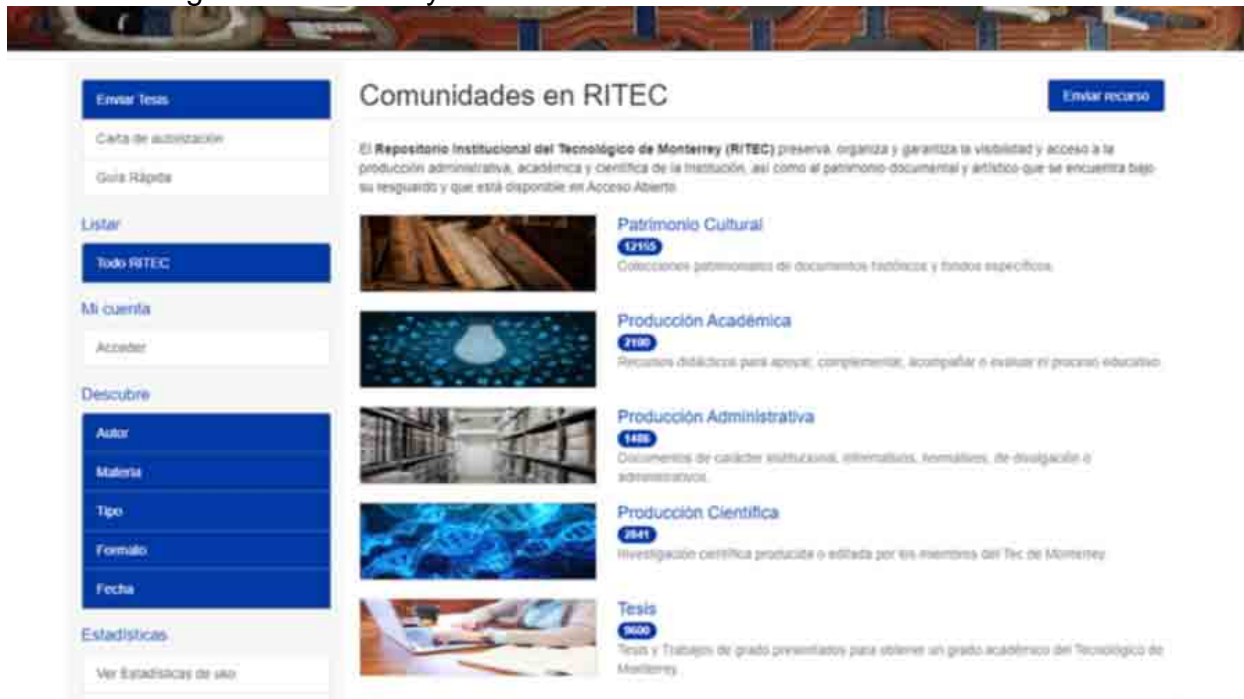 Enviar Tesis
Carta de autorización
Guía Rápida
Listar
Todo RITEC
Mi cuenta
Acceder
Descubre
Autor
Materia
Tipo
Formato
Fecha
Estadísticas
Ver Estadísticas de uso
Comunidades en RITEC
Enviar recurso
El Repositorio Institucional del Tecnológico de Monterrey (RITEC) preserva, organiza y garantiza la visibilidad y acceso a la
producción administrativa, académica y científica de la Institución, así como al patrimonio documental y artístico que se encuentra bajo
su resguardo y que está disponible en Acceso Abierto.
Patrimonio Cultural
12155
Colecciones patrimoniales de documentos históricos y fondos específicos.
Producción Académica
2100
Recursos didácticos para apoyar, complementar, acompañar o evaluar el proceso educativo.
Producción Administrativa
Documentos de carácter institucional, informativos, normativos, de divulgación o
administrativos.
Producción Científica
Investigación científica producida o editada por los miembros del Tec de Monterrey.
Tesis
9600
Tesis y Trabajos de grado presentados para obtener un grado académico del Tecnológico de
Monterrey.